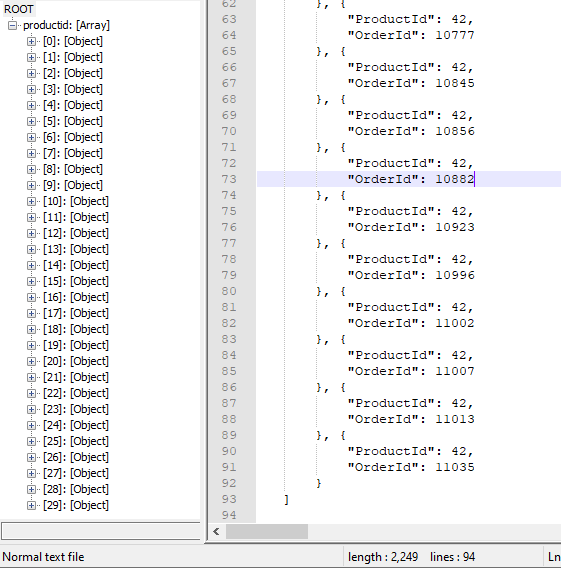 ROOT
productid: [Array]
[0]: [Object]
[1]: [Object]
[2]: [Object]
[3]: [Object]
[4]: [Object]
[5]: [Object]
[6]: [Object]
[7]: [Object]
[8]: [Object]
[9]: [Object]
[10]: [Object]
[11]: [Object]
[12]: [Object]
[13]: [Object]
[14]: [Object]
[15]: [Object]
[16]: [Object]
[17]: [Object]
[18]: [Object]
[19]: [Object]
[20]: [Object]
[21]: [Object]
[22]: [Object]
[23]: [Object]
[24]: [Object]
[25]: [Object]
[26]: [Object]
[27]: [Object]
[28]: [Object]
[29]: [Object]
62 }, {
63 "ProductId": 42,
64 "OrderId": 10777
65 }, {
66 "ProductId": 42,
67 "OrderId": 10845
68 }, {
69 "ProductId": 42,
70 "OrderId": 10856
71 }, {
72 "ProductId": 42,
73 "OrderId": 10882
74 }, {
75 "ProductId": 42,
76 "OrderId": 10923
77 }, {
78 "ProductId": 42,
79 "OrderId": 10996
80 }, {
81 "ProductId": 42,
82 "OrderId": 11002
83 }, {
84 "ProductId": 42,
85 "OrderId": 11007
86 }, {
87 "ProductId": 42,
88 "OrderId": 11013
89 }, {
90 "ProductId": 42,
91 "OrderId": 11035
92 }
93 ]
94
Normal text file length : 2,249 lines : 94 Ln